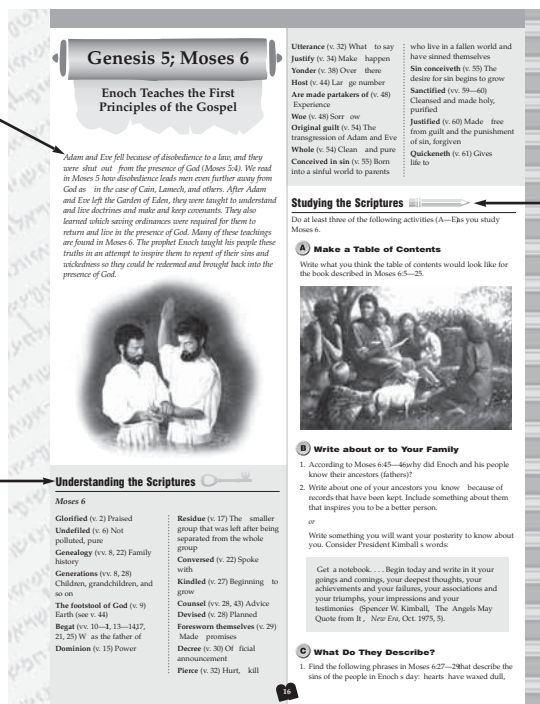 Genesis 5; Moses 6
Enoch Teaches the First
Principles of the Gospel
Adam and Eve fell because of disobedience to a law, and they
were shut out from the presence of God (Moses 5:4). We read
in Moses 5 how disobedience leads men even further away from
God as in the case of Cain, Lamech, and others. After Adam
and Eve left the Garden of Eden, they were taught to understand
and live doctrines and make and keep covenants. They also
learned which saving ordinances were required for them to
return and live in the presence of God. Many of these teachings
are found in Moses 6. The prophet Enoch taught his people these
truths in an attempt to inspire them to repent of their sins and
wickedness so they could be redeemed and brought back into the
presence of God.
Understanding the Scriptures
Moses 6
Glorified (v. 2) Praised
Undefiled (v. 6) Not
polluted, pure
Genealogy (vv. 8, 22) Family
history
Generations (vv. 8, 28)
Children, grandchildren, and
so on
The footstool of God (v. 9)
Earth (see v. 44)
Begat (vv. 10—1, 13—14,17,
21, 25) W as the father of
Dominion (v. 15) Power
Residue (v. 17) The smaller
group that was left after being
separated from the whole
group
Conversed (v. 22) Spoke
with
Kindled (v. 27) Beginning to
grow
Counsel (vv. 28, 43) Advice
Devised (v. 28) Planned
Foresworn themselves (v. 29)
Made promises
Decree (v. 30) Of ficial
announcement
Pierce (v. 32) Hurt, kill
Utterance (v. 32) What to say
Justify (v. 34) Make happen
Yonder (v. 38) Over there
Host (v. 44) Lar ge number
Are made partakers of (v. 48)
Experience
Woe (v. 48) Sorr ow
Original guilt (v. 54) The
transgression of Adam and Eve
Whole (v. 54) Clean and pure
Conceived in sin (v. 55) Born
into a sinful world to parents
who live in a fallen world and
have sinned themselves
Sin conceiveth (v. 55) The
desire for sin begins to grow
Sanctified (vv. 59—60)
Cleansed and made holy,
purified
Justified (v. 60) Made free
from guilt and the punishment
of sin, forgiven
Quickeneth (v. 61) Gives
life to
Studying the Scriptures
Do at least three of the following activities (A—E)as you study
Moses 6.
A Make a Table of Contents
Write what you think the table of contents would look like for
the book described in Moses 6:5—25.
B Write about or to Your Family
1. According to Moses 6:45—46,why did Enoch and his people
know their ancestors (fathers)?
2. Write about one of your ancestors you know because of
records that have been kept. Include something about them
that inspires you to be a better person.
or
Write something you will want your posterity to know about
you. Consider President Kimball s words:
Get a notebook. . . . Begin today and write in it your
goings and comings, your deepest thoughts, your
achievements and your failures, your associations and
your triumphs, your impressions and your
testimonies (Spencer W. Kimball, The Angels May
Quote from It , New Era, Oct. 1975, 5).
C What Do They Describe?
1. Find the following phrases in Moses 6:27—29that describe the
sins of the people in Enoch s day: hearts have waxed dull,
16